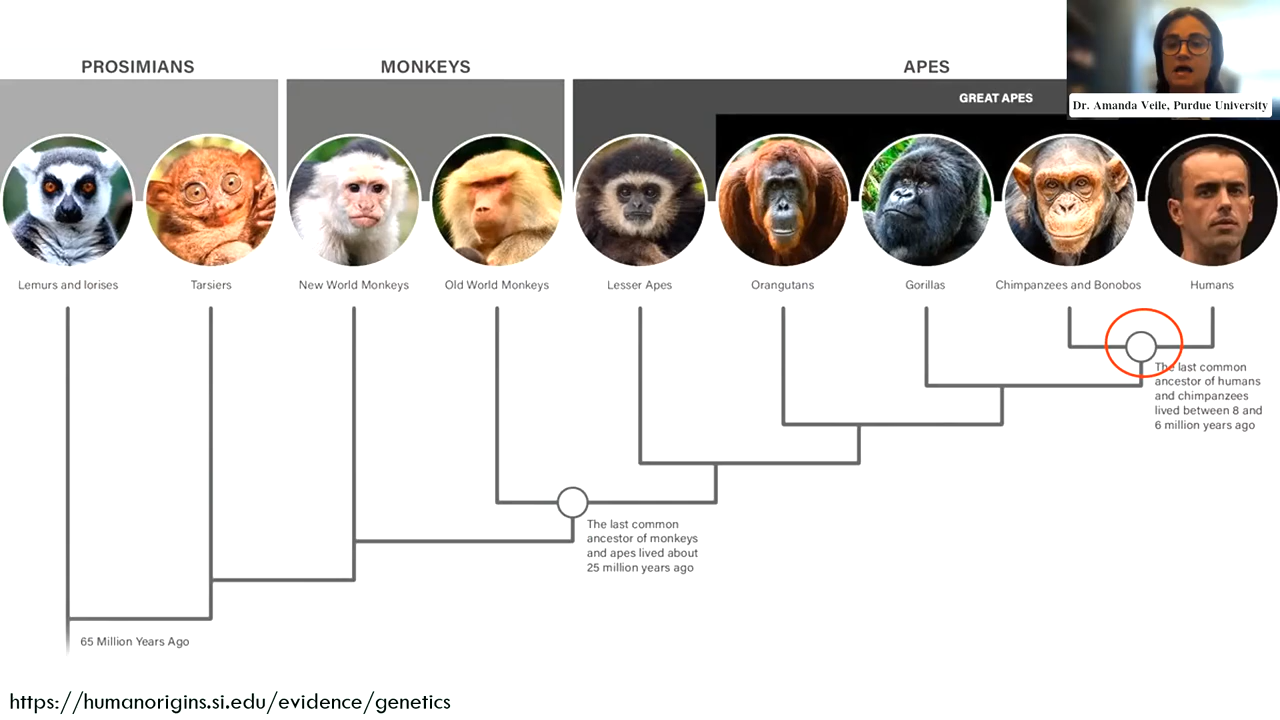 PROSIMIANS
MONKEYS
APES
GREAT APES
Dr. Amanda Veile, Purdue University
Lemurs and lorises
Tarsiers
New World Monkeys
Old World Monkeys
Lesser Apes
Orangutans
Gorillas
Chimpanzees and Bonobos
Humans
The last common
ancestor of humans
and chimpanzees
lived between 8 and
6 million years ago
The last common
ancestor of monkeys
and apes lived about
25 million years ago
65 Million Years Ago
https://humanorigins.si.edu/evidence/genetics